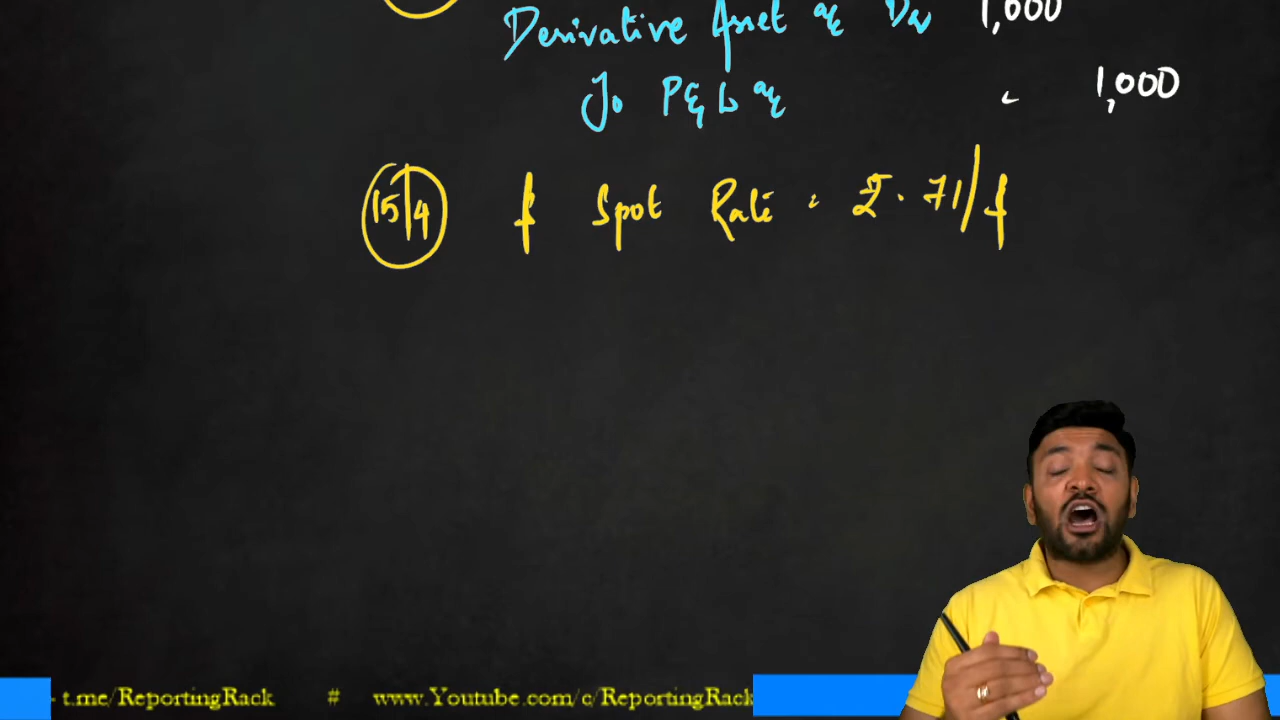 Derivative Asset a/c Dr 1,000
To P & L a/c 1,000
15/4 $ Spot Rate = ₹. 71/$
- t.me/ReportingRack # www.Youtube.com/c/ReportingRack